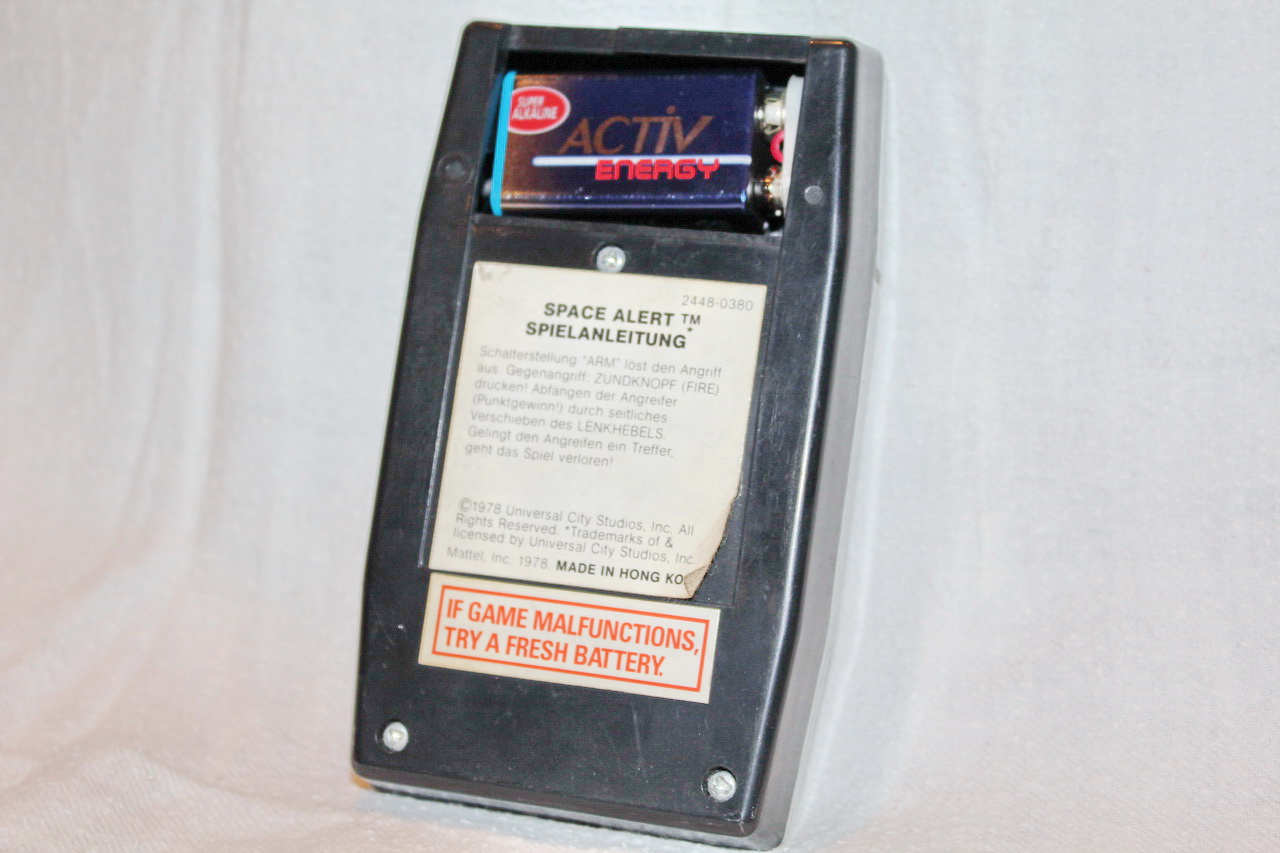 SUPER
ALKALINE
ACTIV
ENERGY
2448-0380
SPACE ALERT ™
SPIELANLEITUNG*
Schalterstellung "ARM" löst den Angriff
aus. Gegenangriff: ZÜNDKNOPF (FIRE)
drücken! Abfangen der Angreifer
(Punktgewinn!) durch seitliches
Verschieben des LENKHEBELS.
Gelingt den Angreifen ein Treffer,
geht das Spiel verloren!
©1978 Universal City Studios, Inc. All
Rights Reserved. *Trademarks of &
licensed by Universal City Studios, Inc.
Mattel, Inc. 1978. MADE IN HONG KO
IF GAME MALFUNCTIONS,
TRY A FRESH BATTERY.